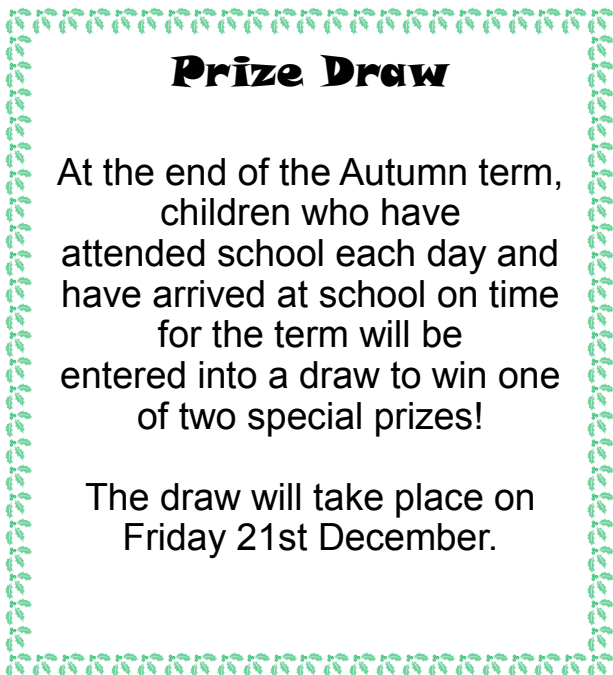 Prize Draw
At the end of the Autumn term,
children who have
attended school each day and
have arrived at school on time
for the term will be
entered into a draw to win one
of two special prizes!
The draw will take place on
Friday 21st December.